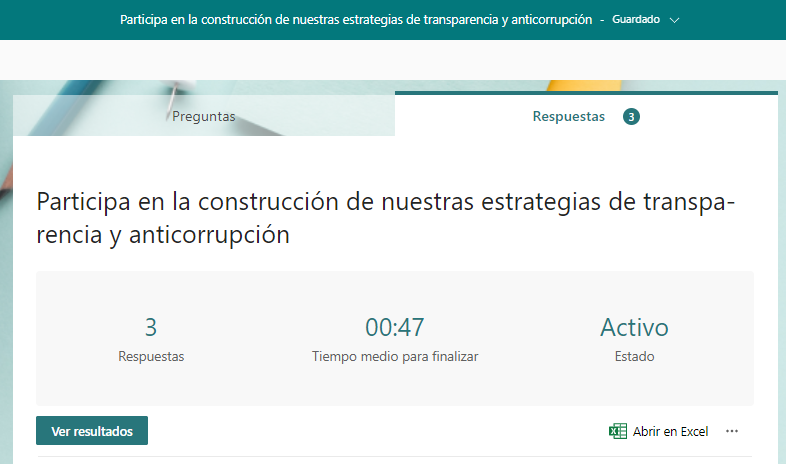 Participa en la construcción de nuestras estrategias de transparencia y anticorrupción - Guardado
Preguntas
Respuestas 3
Participa en la construcción de nuestras estrategias de transpa-
rencia y anticorrupción
3
Respuestas
00:47
Tiempo medio para finalizar
Activo
Estado
Ver resultados
Abrir en Excel